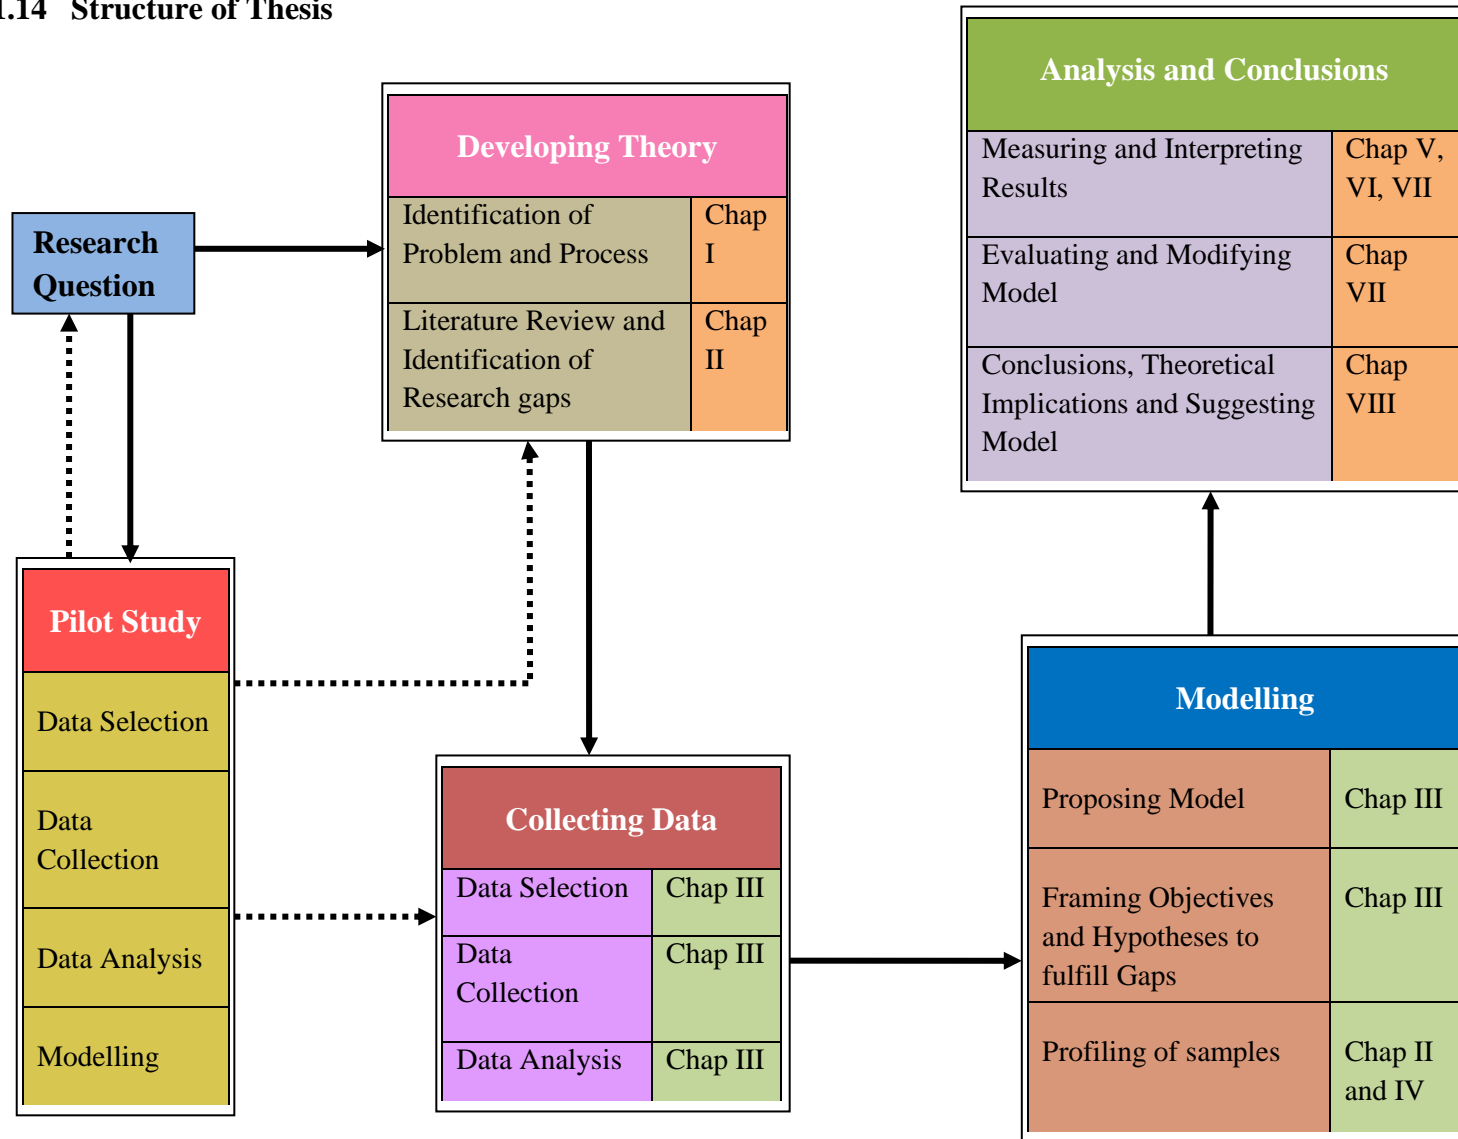 1.14 Structure of Thesis
Research
Question
Developing Theory
Identification of
Problem and Process
Chap
I
Literature Review and
Identification of
Research gaps
Chap
II
Analysis and Conclusions
Measuring and Interpreting
Results
Chap V,
VI, VII
Evaluating and Modifying
Model
Chap
VII
Conclusions, Theoretical
Implications and Suggesting
Model
Chap
VIII
Pilot Study
Data Selection
Data
Collection
Data Analysis
Modelling
Collecting Data
Data Selection
Chap III
Data
Collection
Chap III
Data Analysis
Chap III
Modelling
Proposing Model
Chap III
Framing Objectives
and Hypotheses to
fulfill Gaps
Chap III
Profiling of samples
Chap II
and IV